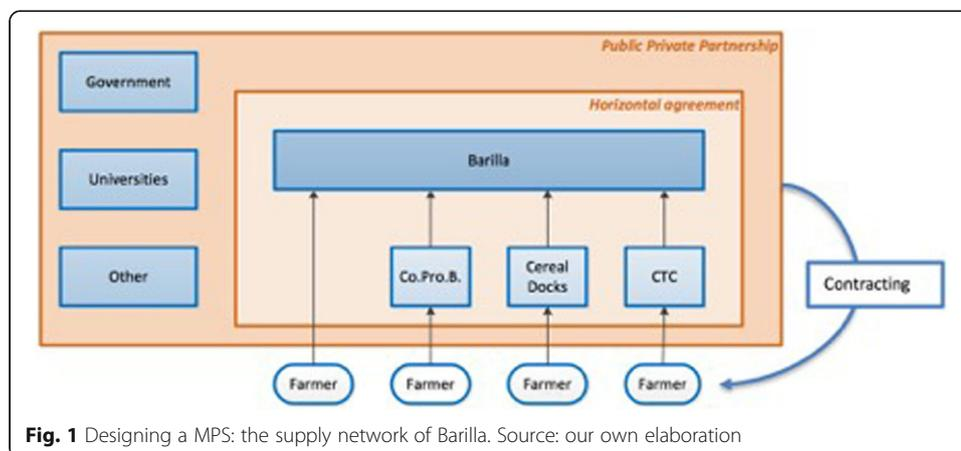 Public Private Partnership
Government
Horizontal agreement
Barilla
Universities
Other
Co.Pro.B.
Cereal
Docks
CTC
Contracting
Farmer
Farmer
Farmer
Farmer
Fig. 1 Designing a MPS: the supply network of Barilla. Source: our own elaboration